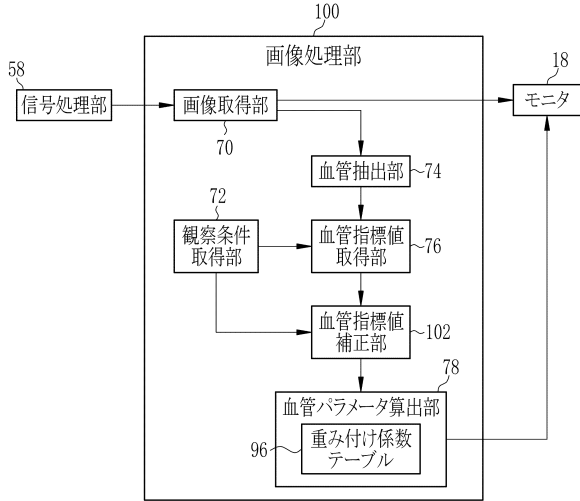 100
画像処理部
58
信号処理部
画像取得部
70
18
モニタ
血管抽出部
74
72
観察条件
取得部
血管指標値
取得部
76
血管指標値
補正部
102
78
血管パラメータ算出部
96
重み付け係数
テーブル